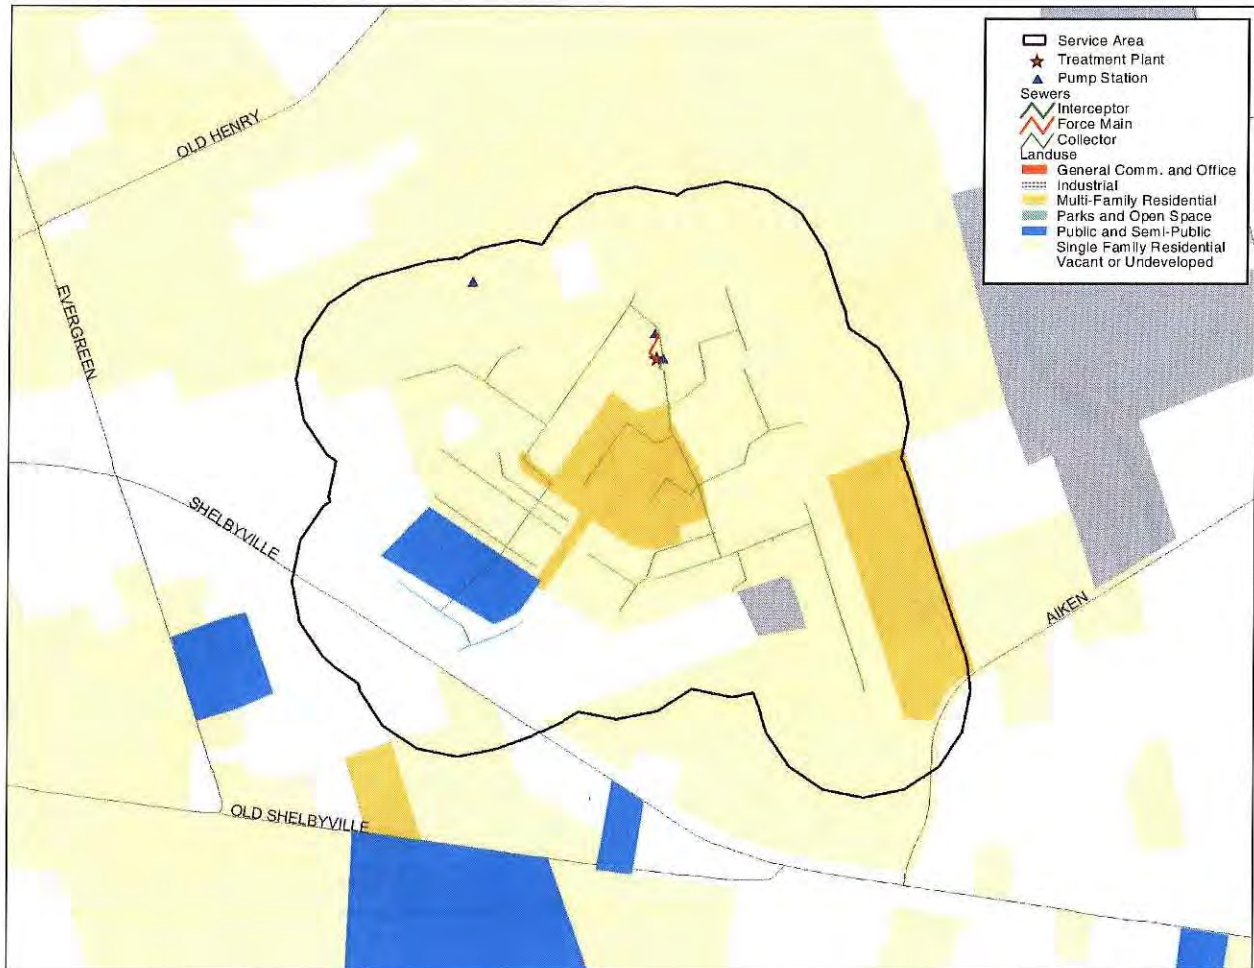 Service Area
Treatment Plant
Pump Station
Sewers
Interceptor
Force Main
Collector
Landuse
General Comm. and Office
Industrial
Multi-Family Residential
Parks and Open Space
Public and Semi-Public
Single Family Residential
Vacant or Undeveloped
OLD HENRY
EVERGREEN
SHELBYVILLE
AIKEN
OLD SHELBYVILLE